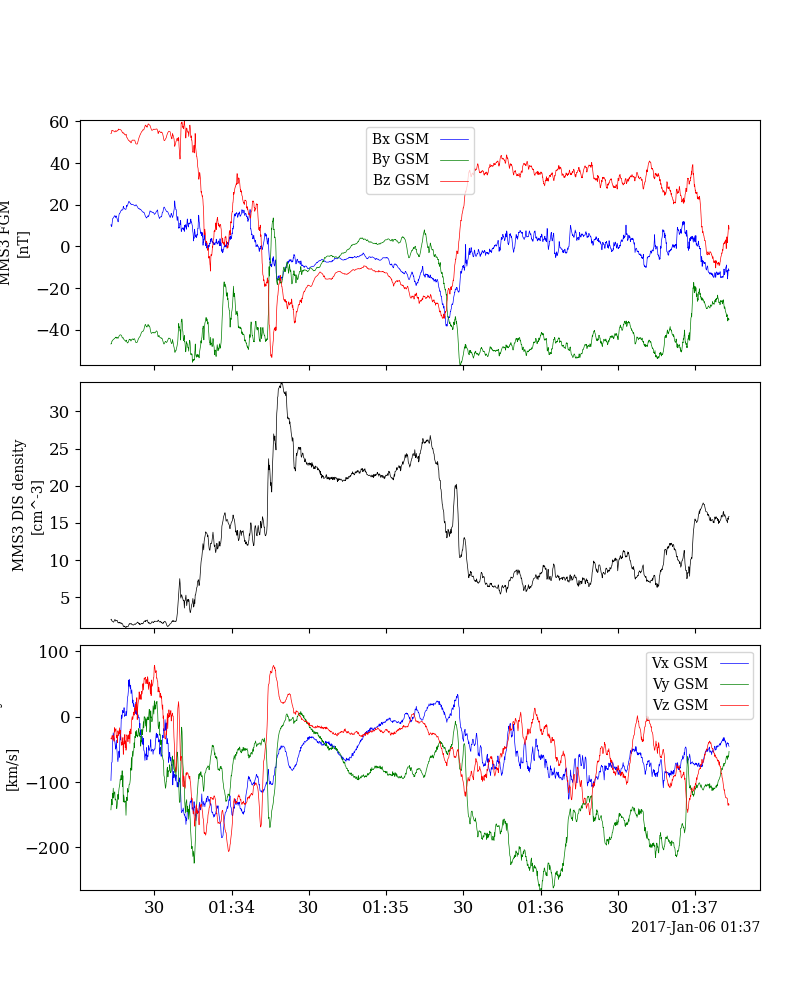 60
40
20
0
−20
−40
MMS3 FGM
[nT]
Bx GSM
By GSM
Bz GSM
30
25
20
15
10
5
MMS3 DIS density
[cm^-3]
100
0
−100
−200
[km/s]
Vx GSM
Vy GSM
Vz GSM
30 01:34 30 01:35 30 01:36 30 01:37
2017-Jan-06 01:37